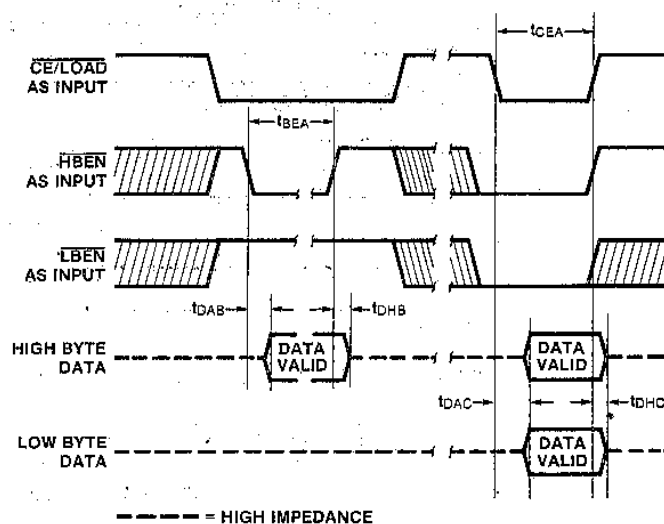 tCEA
CE/LOAD
AS INPUT
tBEA
HBEN
AS INPUT
LBEN
AS INPUT
tDAB
tDHB
HIGH BYTE
DATA
DATA
VALID
DATA
VALID
tDAC
tDHC
LOW BYTE
DATA
DATA
VALID
= HIGH IMPEDANCE